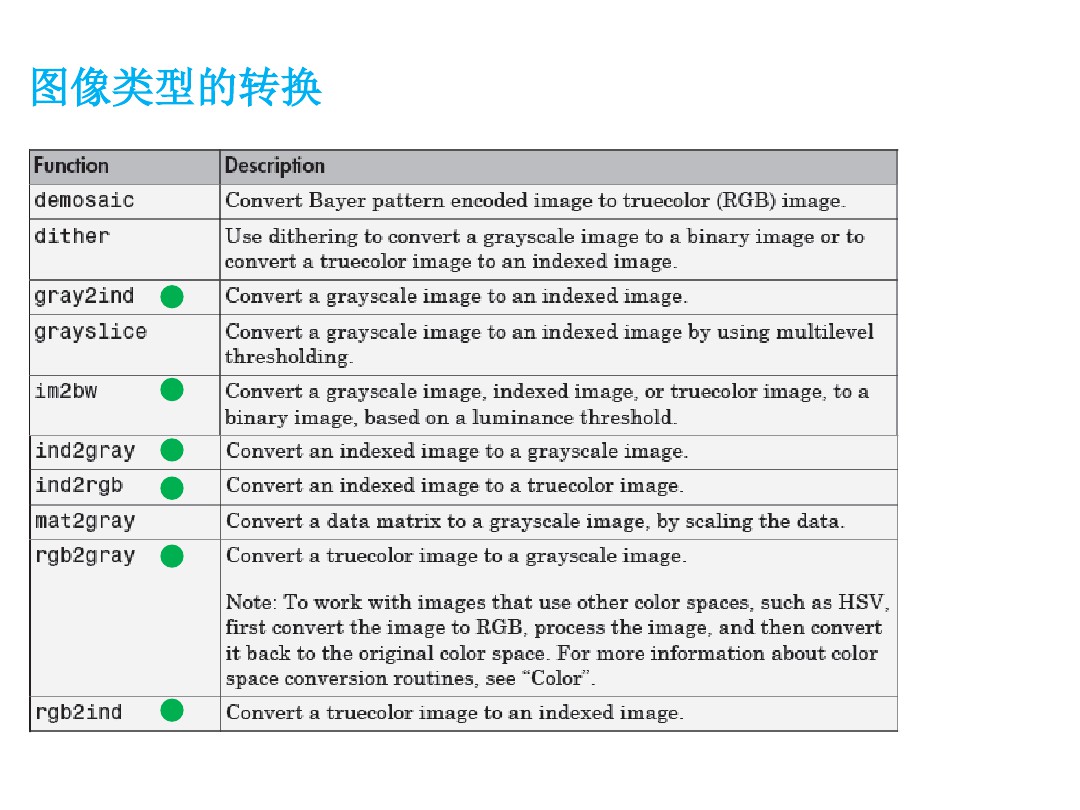 图像类型的转换
Function Description
demosaic Convert Bayer pattern encoded image to truecolor (RGB) image.
dither Use dithering to convert a grayscale image to a binary image or to
convert a truecolor image to an indexed image.
gray2ind Convert a grayscale image to an indexed image.
grayslice Convert a grayscale image to an indexed image by using multilevel
thresholding.
im2bw Convert a grayscale image, indexed image, or truecolor image, to a
binary image, based on a luminance threshold.
ind2gray Convert an indexed image to a grayscale image.
ind2rgb Convert an indexed image to a truecolor image.
mat2gray Convert a data matrix to a grayscale image, by scaling the data.
rgb2gray Convert a truecolor image to a grayscale image.
Note: To work with images that use other color spaces, such as HSV,
first convert the image to RGB, process the image, and then convert
it back to the original color space. For more information about color
space conversion routines, see “Color”.
rgb2ind Convert a truecolor image to an indexed image.